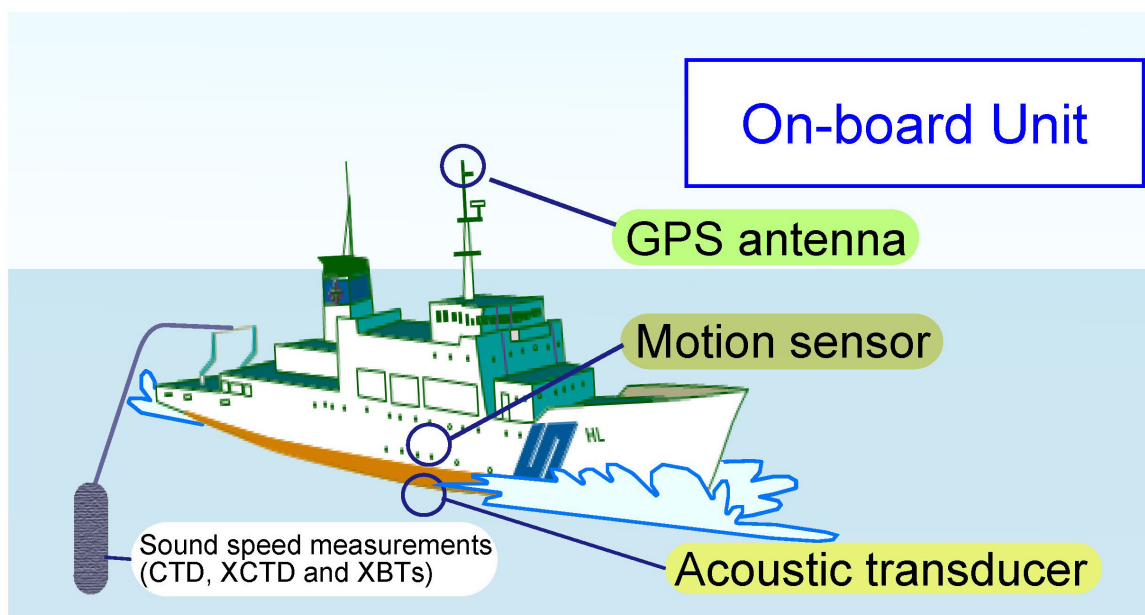 On-board Unit
GPS antenna
Motion sensor
HL
Sound speed measurements
(CTD, XCTD and XBTs)
Acoustic transducer